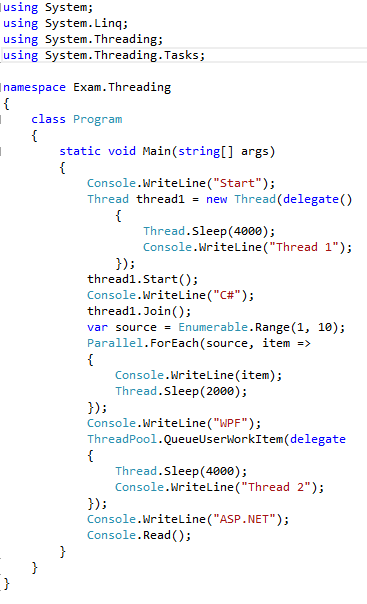 using System;
using System.Linq;
using System.Threading;
using System.Threading.Tasks;

namespace Exam.Threading
{
    class Program
    {
        static void Main(string[] args)
        {
            Console.WriteLine("Start");
            Thread thread1 = new Thread(delegate()
                {
                    Thread.Sleep(4000);
                    Console.WriteLine("Thread 1");
                });
            thread1.Start();
            Console.WriteLine("C#");
            thread1.Join();
            var source = Enumerable.Range(1, 10);
            Parallel.ForEach(source, item =>
            {
                Console.WriteLine(item);
                Thread.Sleep(2000);
            });
            Console.WriteLine("WPF");
            ThreadPool.QueueUserWorkItem(delegate
            {
                Thread.Sleep(4000);
                Console.WriteLine("Thread 2");
            });
            Console.WriteLine("ASP.NET");
            Console.Read();
        }
    }
}